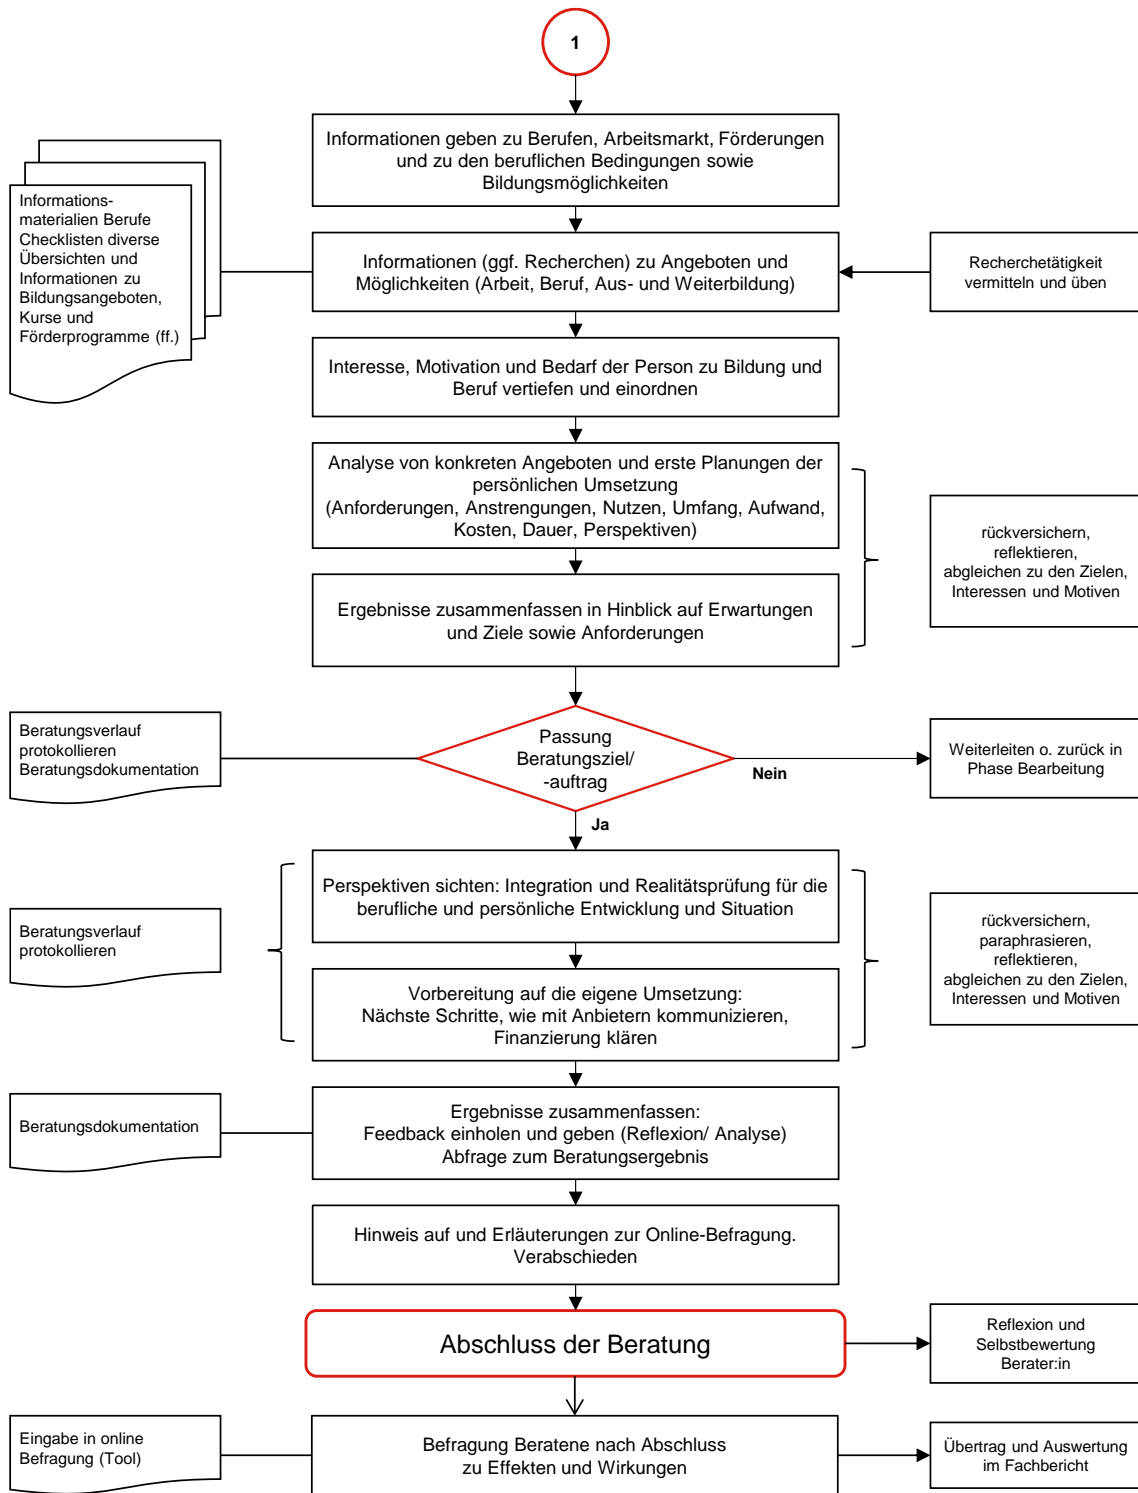 1
Informationen geben zu Berufen, Arbeitsmarkt, Förderungen
und zu den beruflichen Bedingungen sowie
Bildungsmöglichkeiten
Informations-
materialien Berufe
Checklisten diverse
Übersichten und
Informationen zu
Bildungsangeboten,
Kurse und
Förderprogramme (ff.)
Informationen (ggf. Recherchen) zu Angeboten und
Möglichkeiten (Arbeit, Beruf, Aus- und Weiterbildung)
Recherchetätigkeit
vermitteln und üben
Interesse, Motivation und Bedarf der Person zu Bildung und
Beruf vertiefen und einordnen
Analyse von konkreten Angeboten und erste Planungen der
persönlichen Umsetzung
(Anforderungen, Anstrengungen, Nutzen, Umfang, Aufwand,
Kosten, Dauer, Perspektiven)
rückversichern,
reflektieren,
abgleichen zu den Zielen,
Interessen und Motiven
Ergebnisse zusammenfassen in Hinblick auf Erwartungen
und Ziele sowie Anforderungen
Beratungsverlauf
protokollieren
Beratungsdokumentation
Passung
Beratungsziel/
-auftrag
Nein
Weiterleiten o. zurück in
Phase Bearbeitung
Ja
Perspektiven sichten: Integration und Realitätsprüfung für die
berufliche und persönliche Entwicklung und Situation
Beratungsverlauf
protokollieren
rückversichern,
paraphrasieren,
reflektieren,
abgleichen zu den Zielen,
Interessen und Motiven
Vorbereitung auf die eigene Umsetzung:
Nächste Schritte, wie mit Anbietern kommunizieren,
Finanzierung klären
Beratungsdokumentation
Ergebnisse zusammenfassen:
Feedback einholen und geben (Reflexion/ Analyse)
Abfrage zum Beratungsergebnis
Hinweis auf und Erläuterungen zur Online-Befragung.
Verabschieden
Abschluss der Beratung
Reflexion und
Selbstbewertung
Berater:in
Eingabe in online
Befragung (Tool)
Befragung Beratene nach Abschluss
zu Effekten und Wirkungen
Übertrag und Auswertung
im Fachbericht